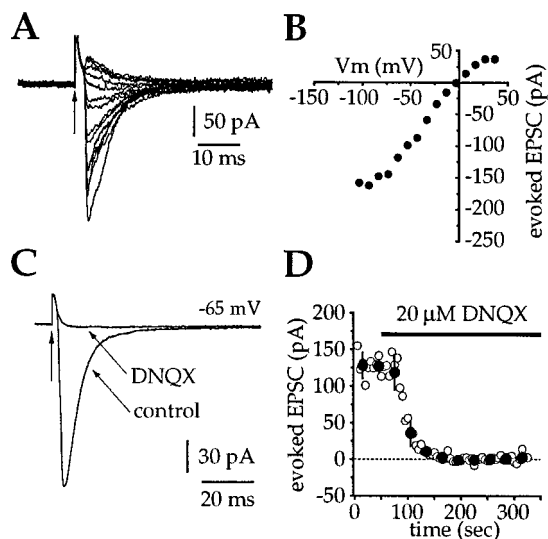 A
50 pA
10 ms
B
Vm (mV)
-150 -100 -50 50
50
-50
-100
-150
-200
-250
evoked EPSC (pA)
C
-65 mV
DNQX
control
30 pA
20 ms
D
20 μM DNQX
200
150
100
50
0
-50
evoked EPSC (pA)
0 100 200 300
time (sec)